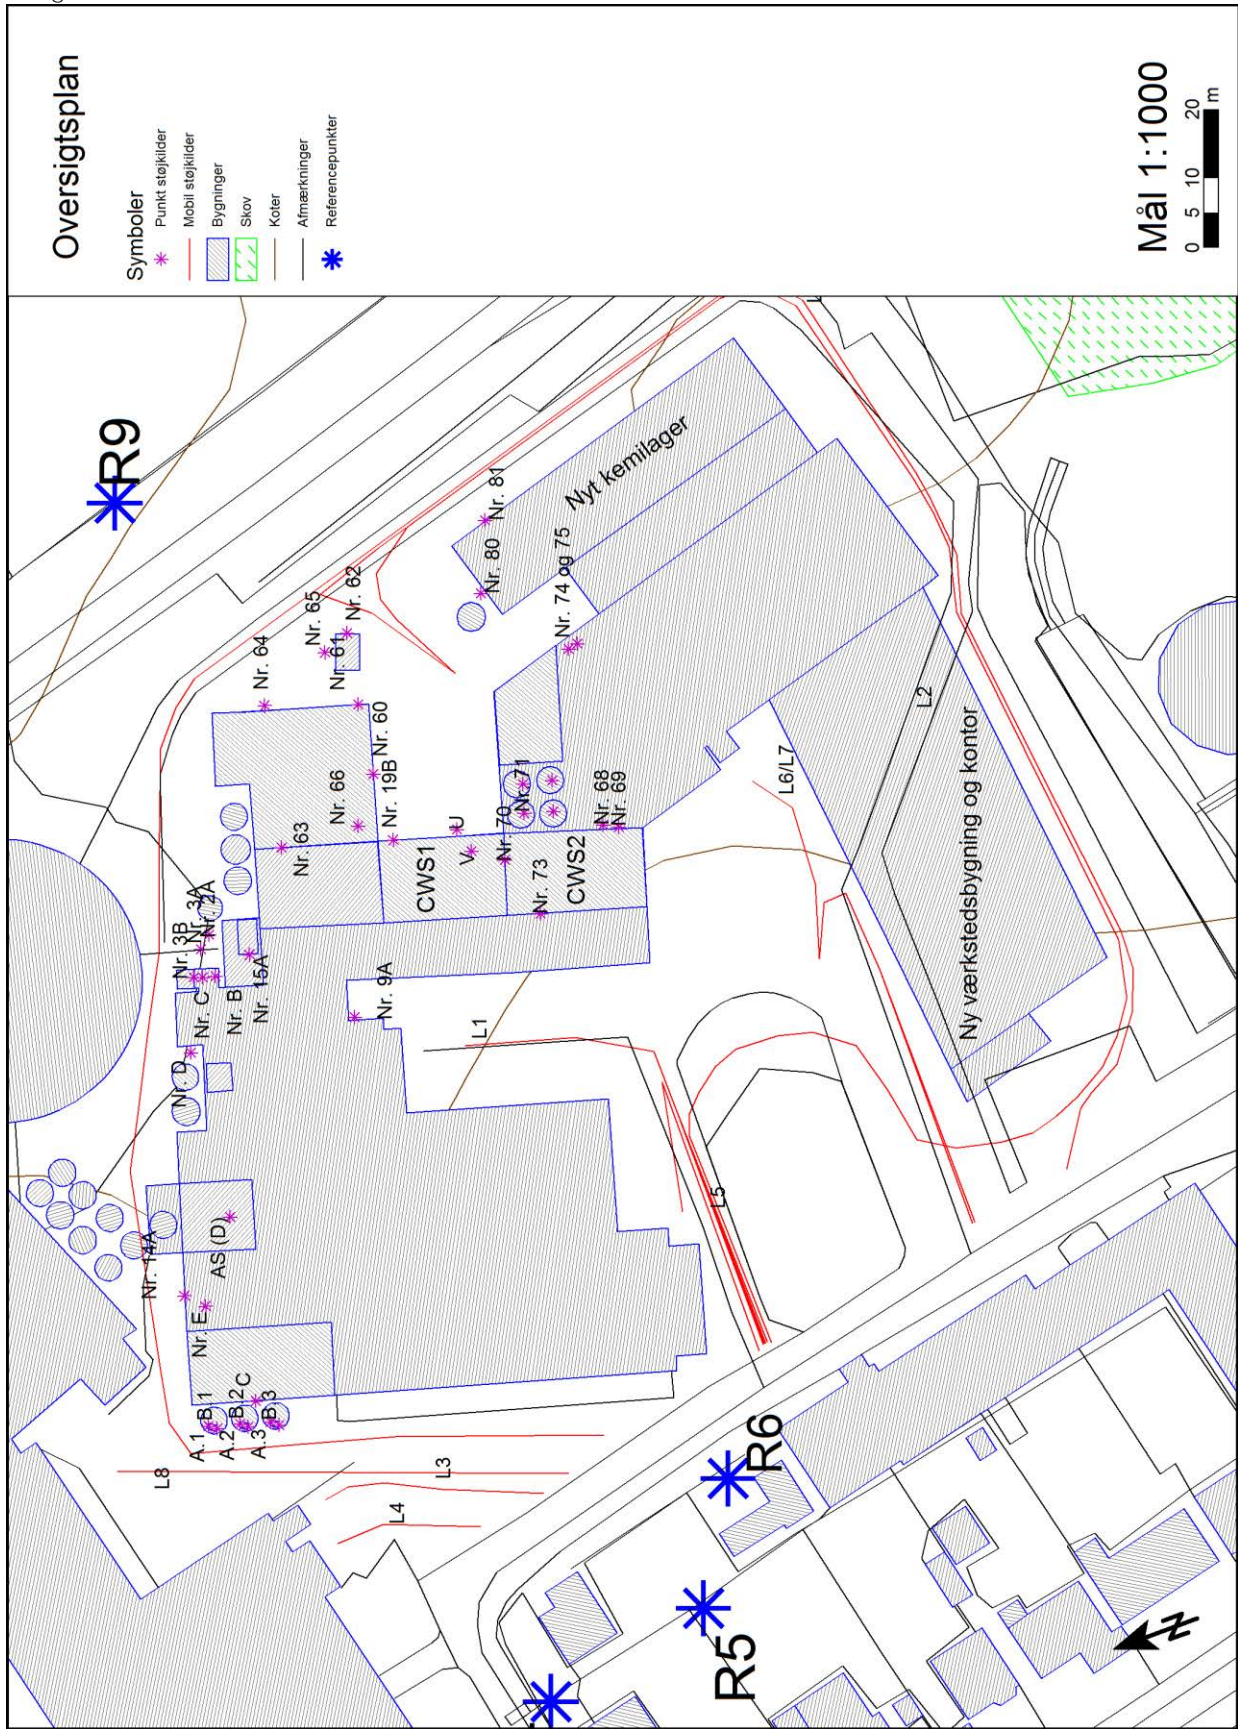 Oversigtsplan
Symboler
Punkt støjkilder
Mobil støjkilder
Bygninger
Skov
Koter
Afmærkninger
Referencepunkter
Mål 1:1000
0 5 10 20
m
R9
Nr. 81
Nr. 80
Nyt kemilager
Nr. 74 og 75
Nr. 65
Nr. 62
Nr. 61
Nr. 64
Nr. 60
Nr. 66
Nr. 19B
Nr. 63
Nr. 71
Nr. 70
Nr. 68
Nr. 69
U
V
CWS1
CWS2
Nr. 73
L2
L6/L7
Ny værkstedsbygning og kontor
Nr. 3B
Nr. 3A
Nr. 2A
Nr. C
Nr. B
Nr. 15A
Nr. 9A
Nr. D
L1
L5
Nr. 14A
AS (D)
Nr. E
A.1
B.1
A.2
B.2
C
A.3
B.3
L8
L3
L4
R6
R5
N